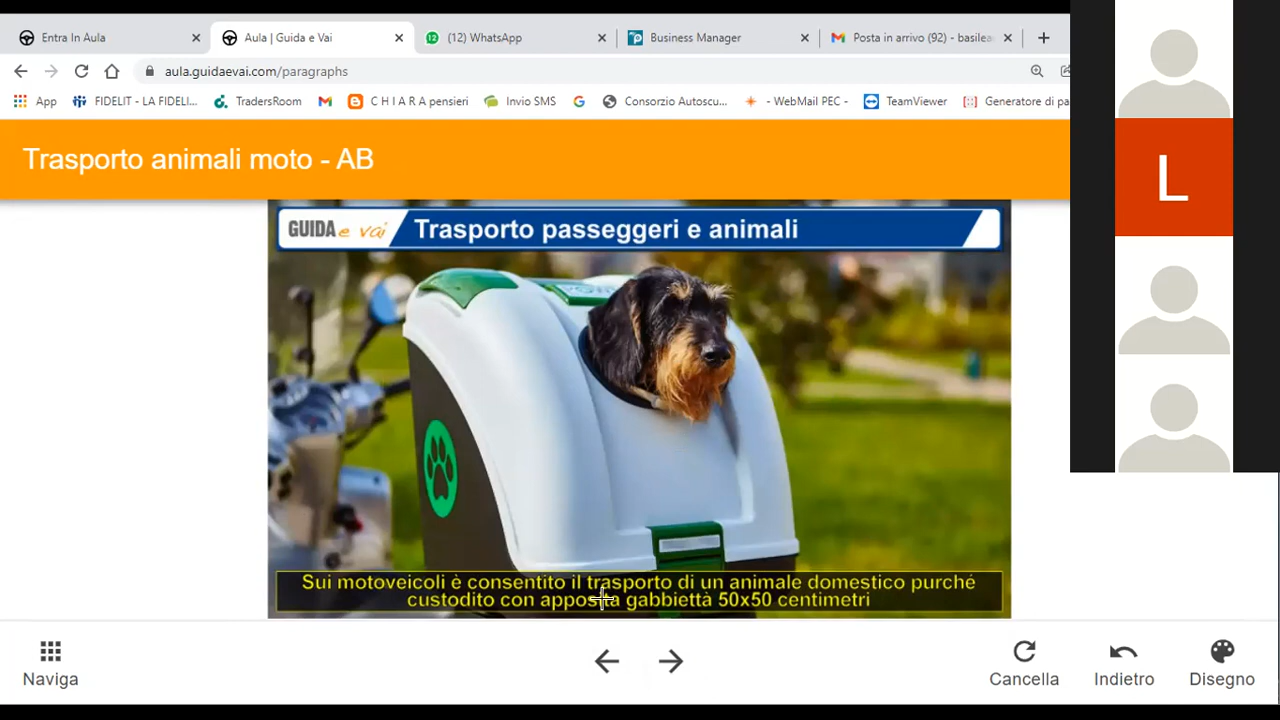 Entra In Aula
Aula | Guida e Vai
(12) WhatsApp
Business Manager
Posta in arrivo (92) - basilea
aula.guidaevai.com/paragraphs
App
FIDELIT - LA FIDELI...
TradersRoom
C H I A R A pensieri
Invio SMS
Consorzio Autoscu...
- WebMail PEC -
TeamViewer
Generatore di pa
Trasporto animali moto - AB
GUIDA e vai
Trasporto passeggeri e animali
Sui motoveicoli è consentito il trasporto di un animale domestico purché
custodito con apposita gabbiettà 50x50 centimetri
L
Naviga
Cancella
Indietro
Disegno